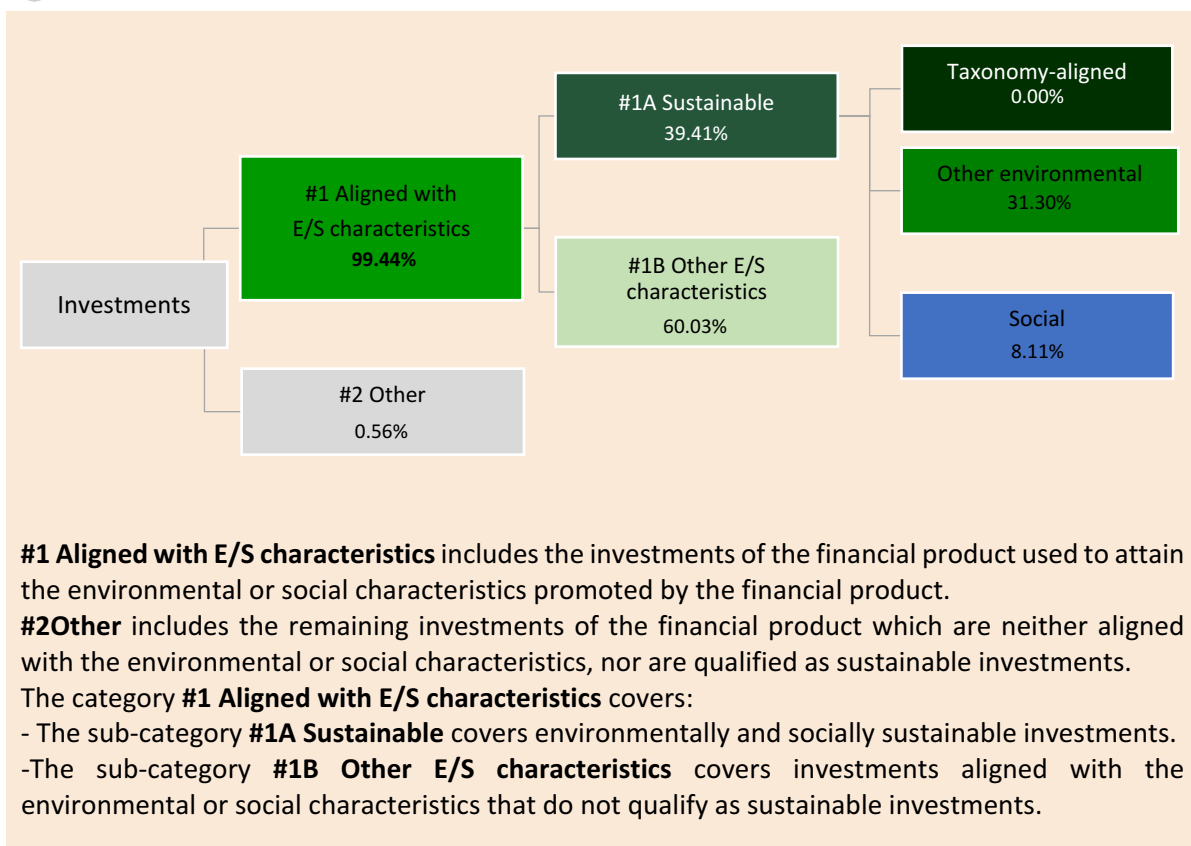 Investments
#1 Aligned with
E/S characteristics
99.44%
#2 Other
0.56%
#1A Sustainable
39.41%
#1B Other E/S
characteristics
60.03%
Taxonomy-aligned
0.00%
Other environmental
31.30%
Social
8.11%
#1 Aligned with E/S characteristics includes the investments of the financial product used to attain
the environmental or social characteristics promoted by the financial product.
#2Other includes the remaining investments of the financial product which are neither aligned
with the environmental or social characteristics, nor are qualified as sustainable investments.
The category #1 Aligned with E/S characteristics covers:
- The sub-category #1A Sustainable covers environmentally and socially sustainable investments.
-The sub-category #1B Other E/S characteristics covers investments aligned with the
environmental or social characteristics that do not qualify as sustainable investments.